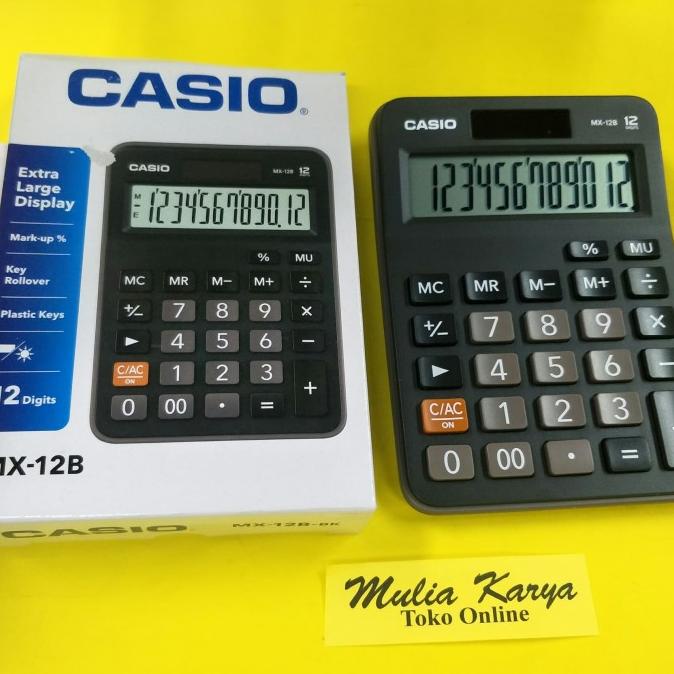 CASIO
Extra
Large
Display
Mark-up %
Key
Rollover
Plastic Keys
12 Digits
CASIO
MX-12B 12
M
E
1234567890.12
% MU
MC MR M− M+ ÷
+/− 7 8 9 ×
▶ 4 5 6 −
C/AC
ON
1 2 3
+
0 00 • =
MX-12B
CASIO MX-12B-BK
CASIO
MX-12B 12
DIGITS
123456789012
% MU
MC MR M− M+ ÷
+/− 7 8 9 ×
▶ 4 5 6 −
C/AC
ON
1 2 3
0 00 • =
Mulia Karya
Toko Online